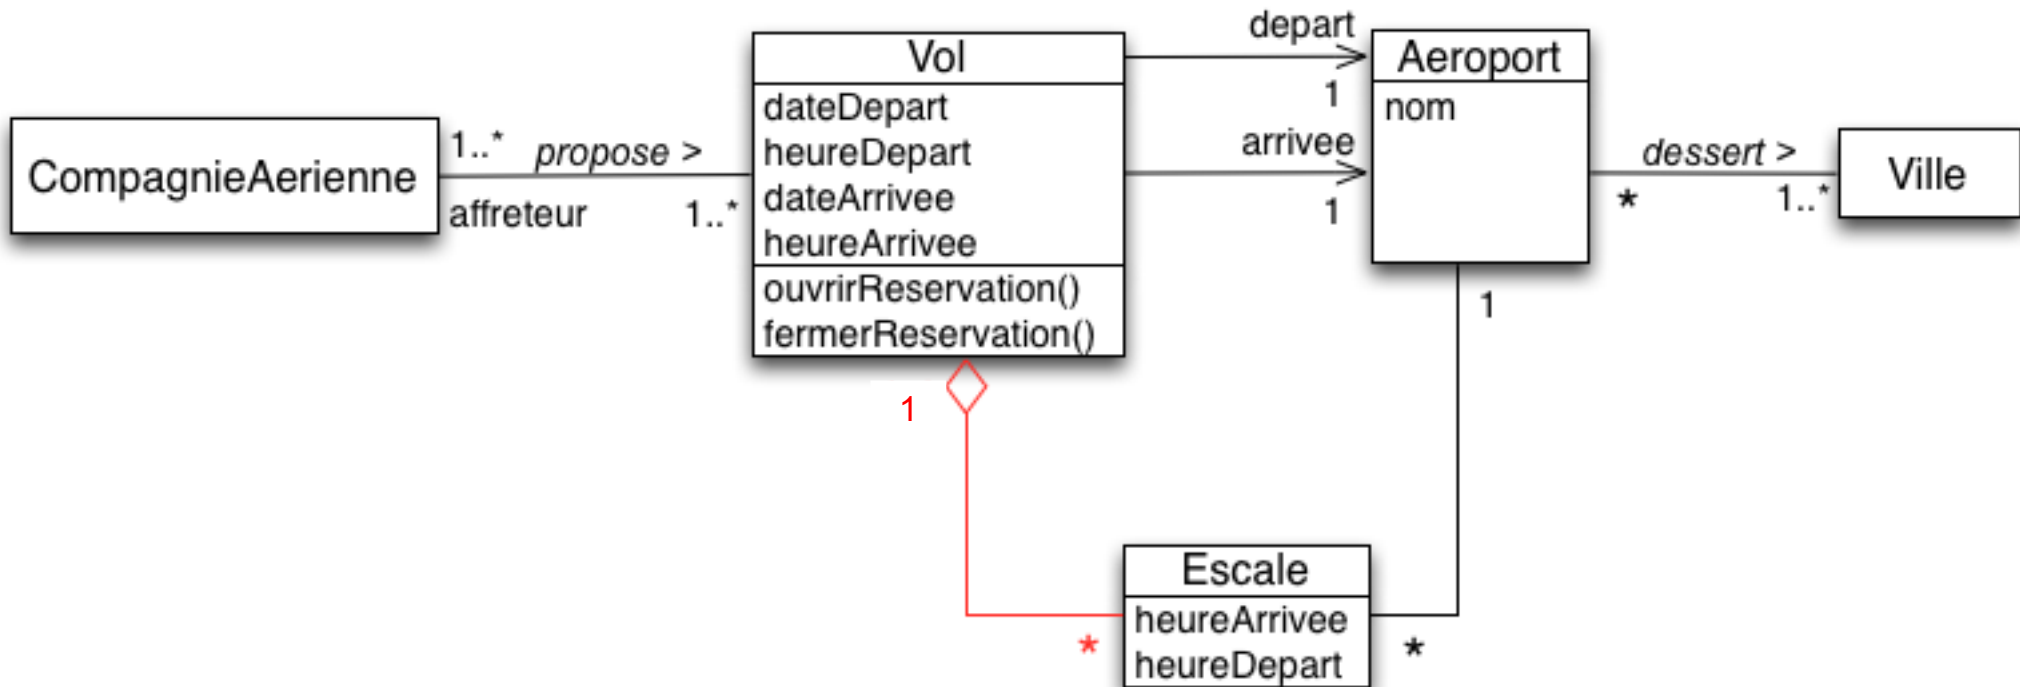 CompagnieAerienne
1..*
propose >
affreteur
1..*
Vol
dateDepart
heureDepart
dateArrivee
heureArrivee
ouvrirReservation()
fermerReservation()
depart
1
arrivee
1
Aeroport
nom
dessert >
*
1..*
Ville
1
1
*
Escale
heureArrivee
heureDepart
*